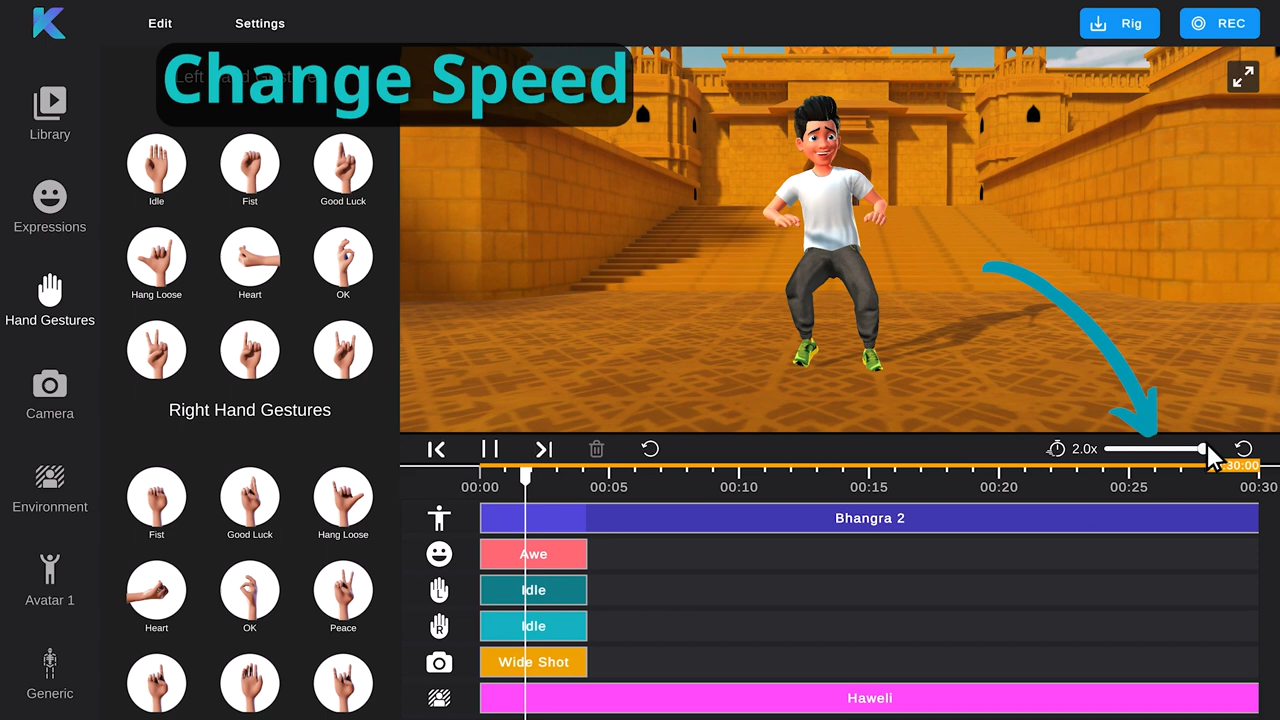 Edit
Settings
Rig
REC
Change Speed
Library
Expressions
Hand Gestures
Camera
Environment
Avatar 1
Generic
Idle
Fist
Good Luck
Hang Loose
Heart
OK
Right Hand Gestures
Fist
Good Luck
Hang Loose
Heart
OK
Peace
2.0x
30:00
00:00
00:05
00:10
00:15
00:20
00:25
00:30
Bhangra 2
Awe
L
Idle
R
Idle
Wide Shot
Haweli